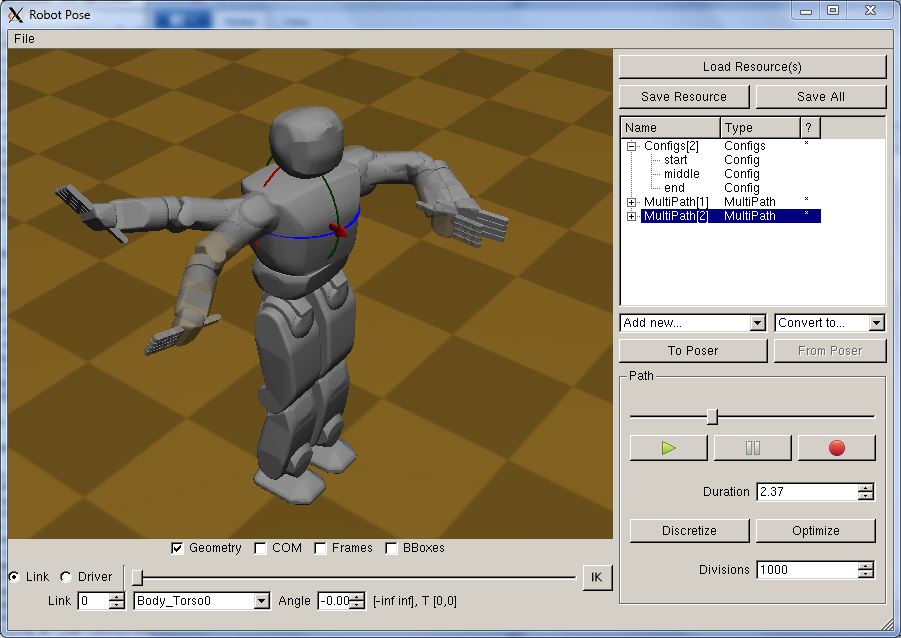 Robot Pose
File
Load Resource(s)
Save Resource Save All
Name Type ?
Configs[2] Configs *
start Config
middle Config
end Config
MultiPath[1] MultiPath *
MultiPath[2] MultiPath *
Add new... Convert to...
To Poser From Poser
Path
Duration 2.37
Discretize Optimize
Divisions 1000
Geometry COM Frames BBoxes
Link Driver IK
Link 0 Body_Torso0 Angle -0.00 [-inf inf], T [0,0]